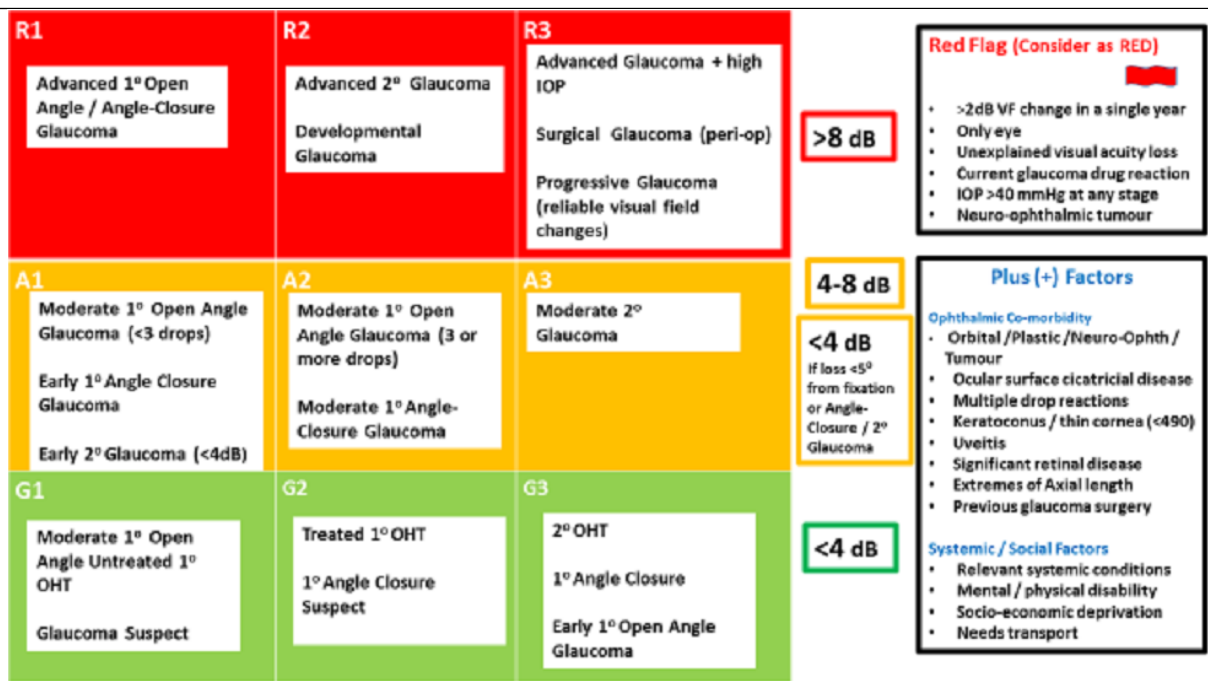 R1
Advanced 1º Open
Angle / Angle-Closure
Glaucoma
R2
Advanced 2º Glaucoma
Developmental
Glaucoma
R3
Advanced Glaucoma + high
IOP
Surgical Glaucoma (peri-op)
Progressive Glaucoma
(reliable visual field
changes)
>8 dB
A1
Moderate 1º Open Angle
Glaucoma (<3 drops)
Early 1º Angle Closure
Glaucoma
Early 2º Glaucoma (<4dB)
A2
Moderate 1º Open
Angle Glaucoma (3 or
more drops)
Moderate 1º Angle-
Closure Glaucoma
A3
Moderate 2º
Glaucoma
4-8 dB
<4 dB
If loss <5º
from fixation
or Angle-
Closure / 2º
Glaucoma
G1
Moderate 1º Open
Angle Untreated 1º
OHT
Glaucoma Suspect
G2
Treated 1º OHT
1º Angle Closure
Suspect
G3
2º OHT
1º Angle Closure
Early 1º Open Angle
Glaucoma
<4 dB
Red Flag (Consider as RED)
• >2dB VF change in a single year
• Only eye
• Unexplained visual acuity loss
• Current glaucoma drug reaction
• IOP >40 mmHg at any stage
• Neuro-ophthalmic tumour
Plus (+) Factors
Ophthalmic Co-morbidity
- Orbital /Plastic /Neuro-Ophth /
Tumour
• Ocular surface cicatricial disease
• Multiple drop reactions
• Keratoconus / thin cornea (<490)
• Uveitis
• Significant retinal disease
• Extremes of Axial length
• Previous glaucoma surgery
Systemic / Social Factors
• Relevant systemic conditions
• Mental / physical disability
• Socio-economic deprivation
• Needs transport